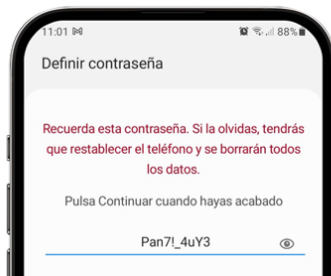 11:01 88%
Definir contraseña
Recuerda esta contraseña. Si la olvidas, tendrás
que restablecer el teléfono y se borrarán todos
los datos.
Pulsa Continuar cuando hayas acabado
Pan7!_4uY3